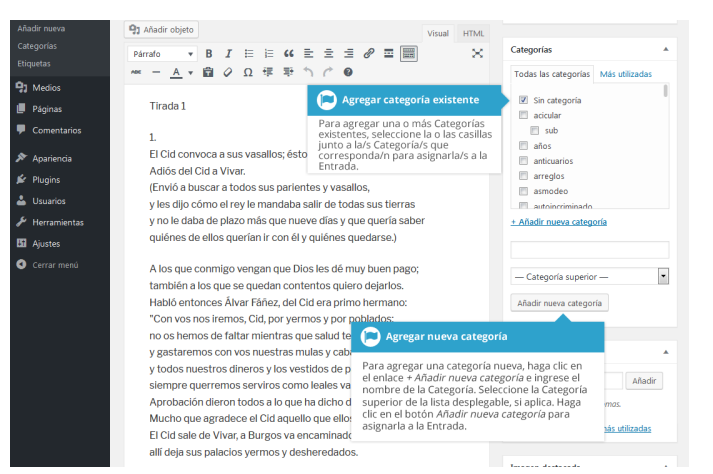 Añadir nueva
Categorías
Etiquetas
Medios
Páginas
Comentarios
Apariencia
Plugins
Usuarios
Herramientas
Ajustes
Cerrar menú
Añadir objeto
Visual
HTML
Párrafo
B I
ABC
A
Ω
Tirada 1
1.
El Cid convoca a sus vasallos; ésto
Adiós del Cid a Vivar.
(Envió a buscar a todos sus parientes y vasallos,
y les dijo cómo el rey le mandaba salir de todas sus tierras
y no le daba de plazo más que nueve días y que quería saber
quiénes de ellos querían ir con él y quiénes quedarse.)
A los que conmigo vengan que Dios les dé muy buen pago;
también a los que se quedan contentos quiero dejarlos.
Habló entonces Álvar Fáñez, del Cid era primo hermano:
"Con vos nos iremos, Cid, por yermos y por poblados;
no os hemos de faltar mientras que salud te
y gastaremos con vos nuestras mulas y cab
y todos nuestros dineros y los vestidos de p
siempre querremos serviros como leales va
Aprobación dieron todos a lo que ha dicho d
Mucho que agradece el Cid aquello que ellos
El Cid sale de Vivar, a Burgos va encaminado
allí deja sus palacios yermos y desheredados.
Agregar categoría existente
Para agregar una o más Categorías
existentes, seleccione la o las casillas
junto a la/s Categoría/s que
corresponda/n para asignarla/s a la
Entrada.
Categorías
Todas las categorías
Más utilizadas
Sin categoría
acicular
sub
años
anticuarios
arreglos
asmodeo
autoincriminado
+ Añadir nueva categoría
— Categoría superior —
Añadir nueva categoría
Agregar nueva categoría
Para agregar una categoría nueva, haga clic en
el enlace + Añadir nueva categoría e ingrese el
nombre de la Categoría. Seleccione la Categoría
superior de la lista desplegable, si aplica. Haga
clic en el botón Añadir nueva categoría para
asignarla a la Entrada.
Añadir
mas.
más utilizadas
Imagen destacada